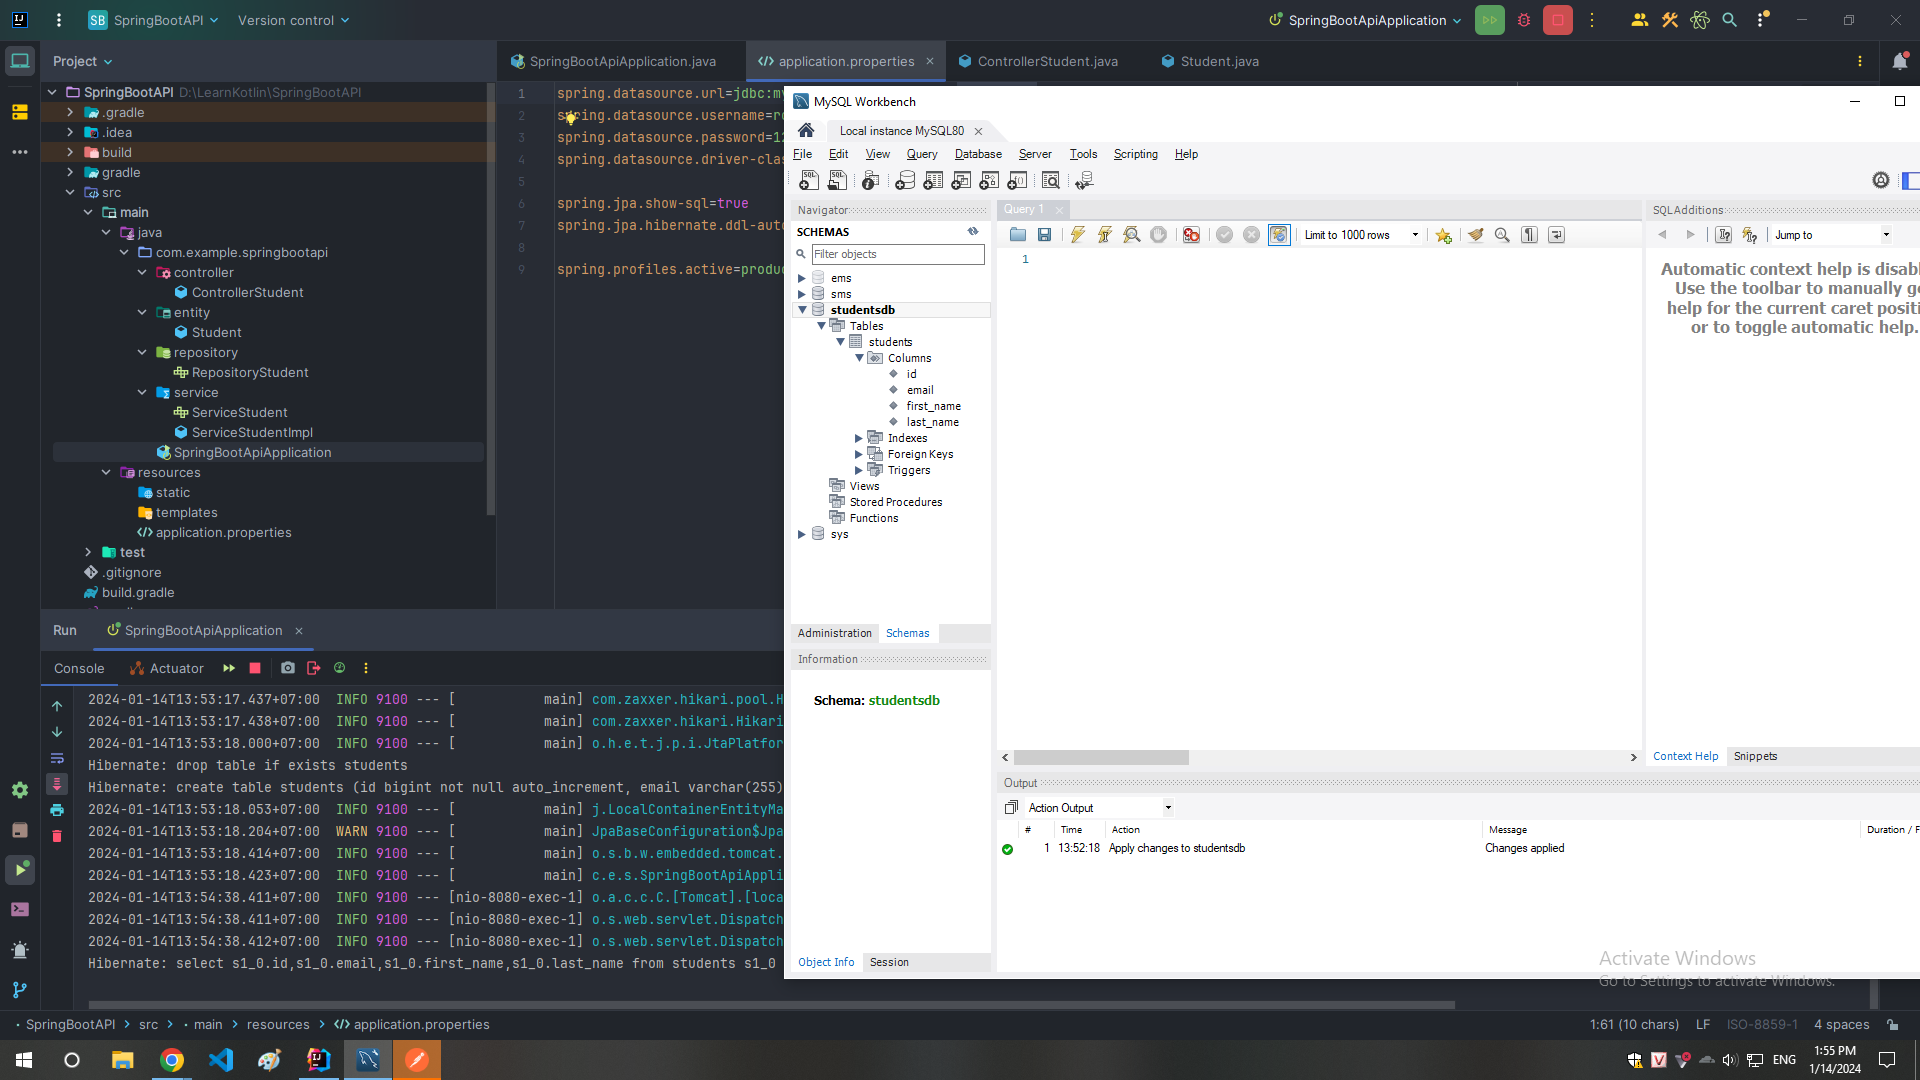 SB SpringBootAPI Version control SpringBootApiApplication
Project
SpringBootApiApplication.java application.properties ControllerStudent.java Student.java
SpringBootAPI D:\LearnKotlin\SpringBootAPI
.gradle
.idea
build
gradle
src
main
java
com.example.springbootapi
controller
ControllerStudent
entity
Student
repository
RepositoryStudent
service
ServiceStudent
ServiceStudentImpl
SpringBootApiApplication
resources
static
templates
application.properties
test
.gitignore
build.gradle
1 spring.datasource.url=jdbc:my
2 spring.datasource.username=ro
3 spring.datasource.password=12
4 spring.datasource.driver-clas
5
6 spring.jpa.show-sql=true
7 spring.jpa.hibernate.ddl-auto
8
9 spring.profiles.active=produc
MySQL Workbench
Local instance MySQL80
File Edit View Query Database Server Tools Scripting Help
Navigator
SCHEMAS
Filter objects
ems
sms
studentsdb
Tables
students
Columns
id
email
first_name
last_name
Indexes
Foreign Keys
Triggers
Views
Stored Procedures
Functions
sys
Administration Schemas
Information
Schema: studentsdb
Object Info Session
Query 1
Limit to 1000 rows
1
SQLAdditions
Jump to
Automatic context help is disab
Use the toolbar to manually ge
help for the current caret positi
or to toggle automatic help.
Context Help Snippets
Output
Action Output
# Time Action Message Duration / F
1 13:52:18 Apply changes to studentsdb Changes applied
Run SpringBootApiApplication
Console Actuator
2024-01-14T13:53:17.437+07:00 INFO 9100 --- [ main] com.zaxxer.hikari.pool.H
2024-01-14T13:53:17.438+07:00 INFO 9100 --- [ main] com.zaxxer.hikari.Hikari
2024-01-14T13:53:18.000+07:00 INFO 9100 --- [ main] o.h.e.t.j.p.i.JtaPlatfor
Hibernate: drop table if exists students
Hibernate: create table students (id bigint not null auto_increment, email varchar(255)
2024-01-14T13:53:18.053+07:00 INFO 9100 --- [ main] j.LocalContainerEntityMa
2024-01-14T13:53:18.204+07:00 WARN 9100 --- [ main] JpaBaseConfiguration$Jpa
2024-01-14T13:53:18.414+07:00 INFO 9100 --- [ main] o.s.b.w.embedded.tomcat.
2024-01-14T13:53:18.423+07:00 INFO 9100 --- [ main] c.e.s.SpringBootApiAppli
2024-01-14T13:54:38.411+07:00 INFO 9100 --- [nio-8080-exec-1] o.a.c.c.C.[Tomcat].[loca
2024-01-14T13:54:38.411+07:00 INFO 9100 --- [nio-8080-exec-1] o.s.web.servlet.Dispatch
2024-01-14T13:54:38.412+07:00 INFO 9100 --- [nio-8080-exec-1] o.s.web.servlet.Dispatch
Hibernate: select s1_0.id,s1_0.email,s1_0.first_name,s1_0.last_name from students s1_0
Activate Windows
Go to Settings to activate Windows.
SpringBootAPI > src > main > resources > application.properties
1:61 (10 chars) LF ISO-8859-1 4 spaces
ENG
1:55 PM
1/14/2024